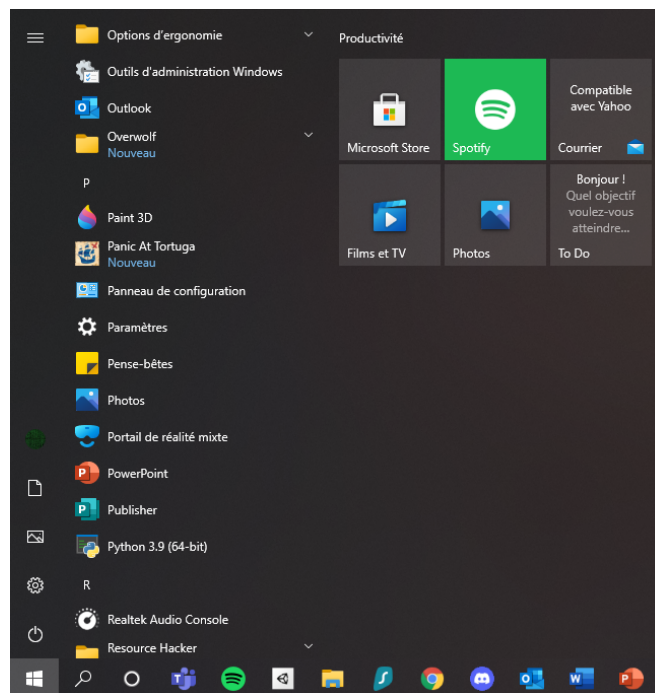 Options d'ergonomie
Outils d'administration Windows
Outlook
Overwolf
Nouveau
P
Paint 3D
Panic At Tortuga
Nouveau
Panneau de configuration
Paramètres
Pense-bêtes
Photos
Portail de réalité mixte
PowerPoint
Publisher
Python 3.9 (64-bit)
R
Realtek Audio Console
Resource Hacker
Productivité
Microsoft Store
Spotify
Compatible
avec Yahoo
Courrier
Films et TV
Photos
Bonjour !
Quel objectif
voulez-vous
atteindre...
To Do